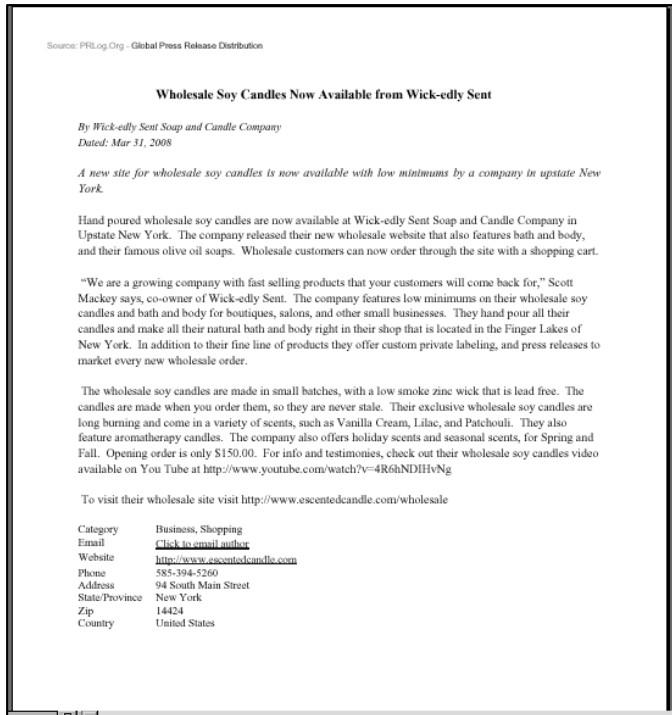 Source: PRLog.Org - Global Press Release Distribution
Wholesale Soy Candles Now Available from Wick-edly Sent
By Wick-edly Sent Soap and Candle Company
Dated: Mar 31, 2008
A new site for wholesale soy candles is now available with low minimums by a company in upstate New
York.
Hand poured wholesale soy candles are now available at Wick-edly Sent Soap and Candle Company in
Upstate New York. The company released their new wholesale website that also features bath and body,
and their famous olive oil soaps. Wholesale customers can now order through the site with a shopping cart.
“We are a growing company with fast selling products that your customers will come back for,” Scott
Mackey says, co-owner of Wick-edly Sent. The company features low minimums on their wholesale soy
candles and bath and body for boutiques, salons, and other small businesses. They hand pour all their
candles and make all their natural bath and body right in their shop that is located in the Finger Lakes of
New York. In addition to their fine line of products they offer custom private labeling, and press releases to
market every new wholesale order.
The wholesale soy candles are made in small batches, with a low smoke zinc wick that is lead free. The
candles are made when you order them, so they are never stale. Their exclusive wholesale soy candles are
long burning and come in a variety of scents, such as Vanilla Cream, Lilac, and Patchouli. They also
feature aromatherapy candles. The company also offers holiday scents and seasonal scents, for Spring and
Fall. Opening order is only $150.00. For info and testimonies, check out their wholesale soy candles video
available on You Tube at http://www.youtube.com/watch?v=4R6hNDIHvNg
To visit their wholesale site visit http://www.escentedcandle.com/wholesale
Category Business, Shopping
Email Click to email author
Website http://www.escentedcandle.com
Phone 585-394-5260
Address 94 South Main Street
State/Province New York
Zip 14424
Country United States